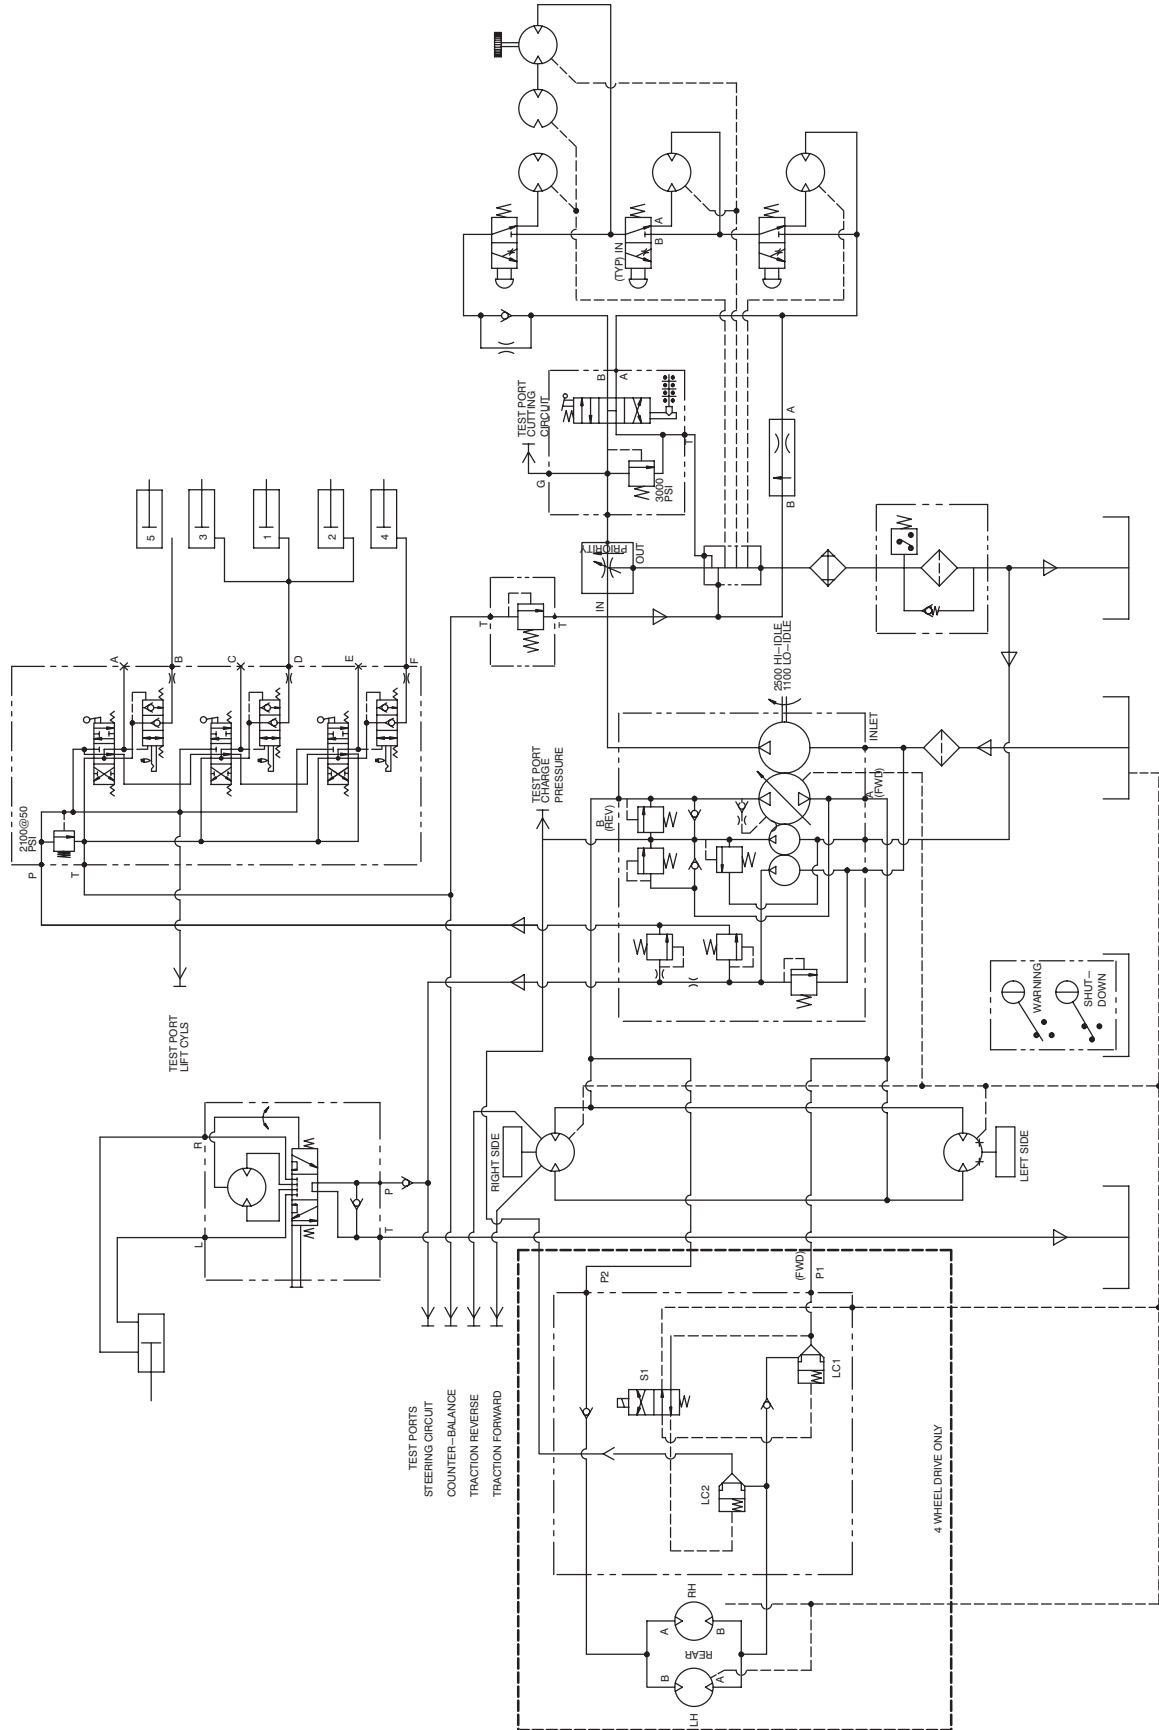 5
3
1
2
4
A
B
C
D
E
F
2100@50
PSI
P
T
TEST PORT
LIFT CYLS
TEST PORT
CUTTING
CIRCUIT
G
B
A
T
3000
PSI
(TYP) IN
A
B
PRIORITY
OUT
IN
T
T
A
B
2500 HI-IDLE
1100 LO-IDLE
TEST PORT
CHARGE
PRESSURE
B
(REV)
A
(FWD)
INLET
R
L
P
T
RIGHT SIDE
LEFT SIDE
WARNING
SHUT-
DOWN
TEST PORTS
STEERING CIRCUIT
COUNTER-BALANCE
TRACTION REVERSE
TRACTION FORWARD
P2
(FWD)
P1
S1
LC1
LC2
4 WHEEL DRIVE ONLY
RH
A
B
REAR
B
A
LH